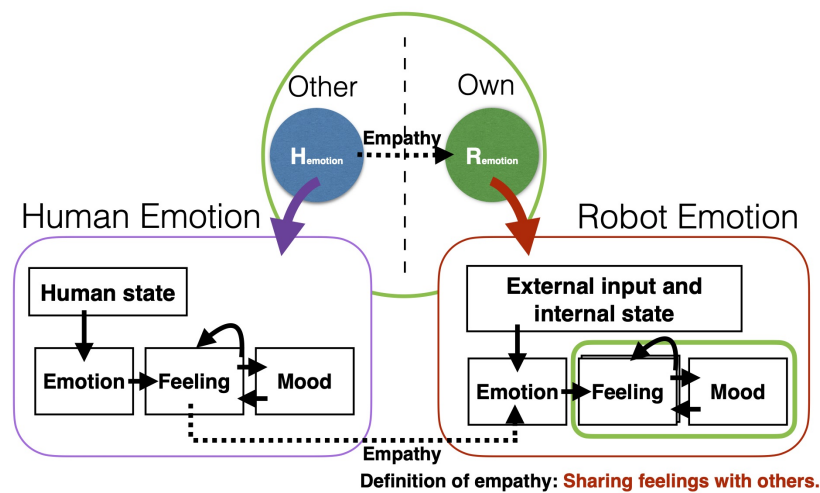 Other
Own
Empathy
Hemotion
Remotion
Human Emotion
Robot Emotion
Human state
Emotion
Feeling
Mood
External input and
internal state
Emotion
Feeling
Mood
Empathy
Definition of empathy: Sharing feelings with others.